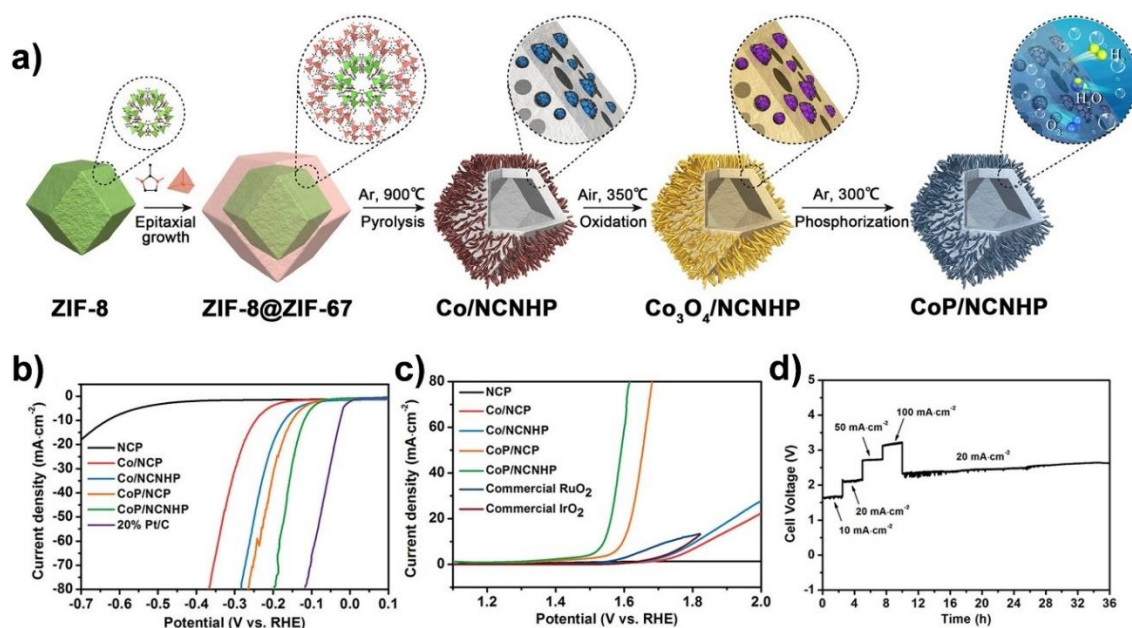 a)
H₂
H₂O
O₂
Epitaxial
growth
Ar, 900℃
Pyrolysis
Air, 350℃
Oxidation
Ar, 300℃
Phosphorization
ZIF-8
ZIF-8@ZIF-67
Co/NCNHP
Co₃O₄/NCNHP
CoP/NCNHP
b)
Current density (mA·cm⁻²)
0
-10
-20
-30
-40
-50
-60
-70
-80
NCP
Co/NCP
Co/NCNHP
CoP/NCP
CoP/NCNHP
20% Pt/C
-0.7 -0.6 -0.5 -0.4 -0.3 -0.2 -0.1 0.0 0.1
Potential (V vs. RHE)
c)
Current density (mA·cm⁻²)
80
60
40
20
0
NCP
Co/NCP
Co/NCNHP
CoP/NCP
CoP/NCNHP
Commercial RuO₂
Commercial IrO₂
1.2 1.4 1.6 1.8 2.0
Potential (V vs. RHE)
d)
Cell Voltage (V)
5
4
3
2
1
0
-1
100 mA·cm⁻²
50 mA·cm⁻²
20 mA·cm⁻²
20 mA·cm⁻²
10 mA·cm⁻²
0 4 8 12 16 20 24 28 32 36
Time (h)